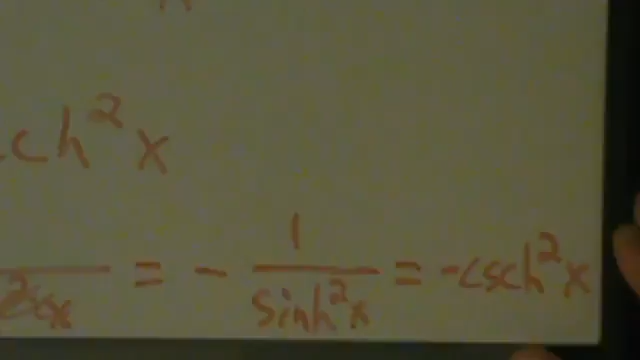 ch²x
= - 1/sinh²x = -csch²x